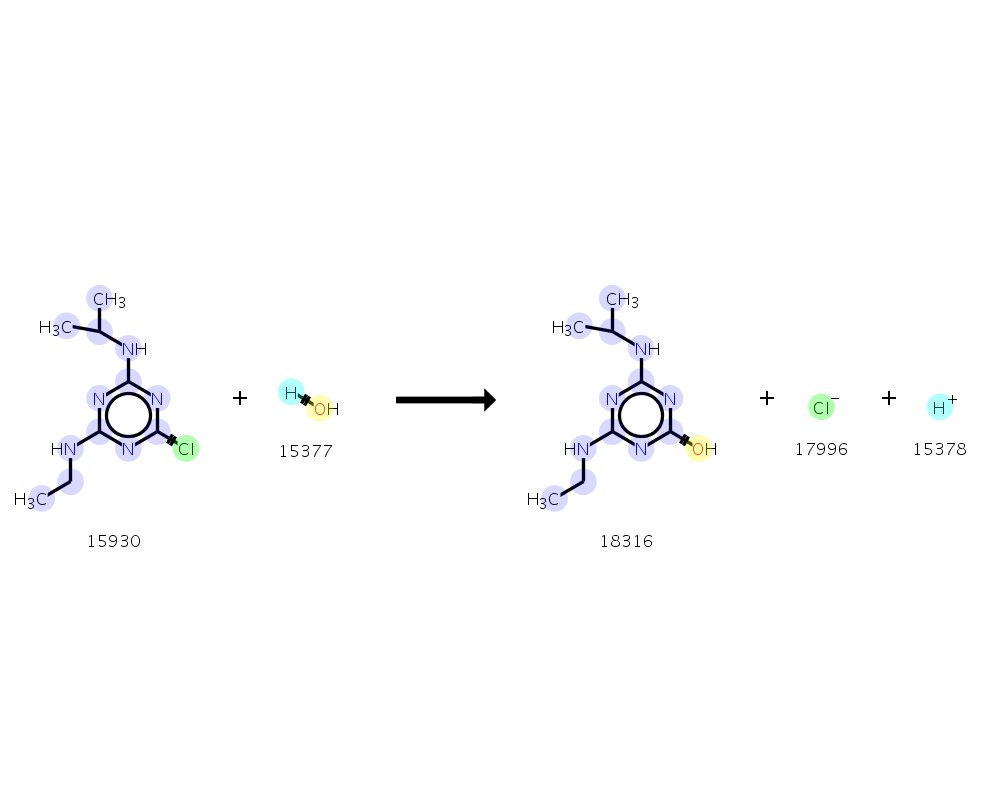 CH3
H3C
NH
N N
+
H
OH
HN N Cl
H3C
15930
15377
CH3
H3C
NH
N N
HN N OH
H3C
18316
+
Cl−
17996
+
H+
15378